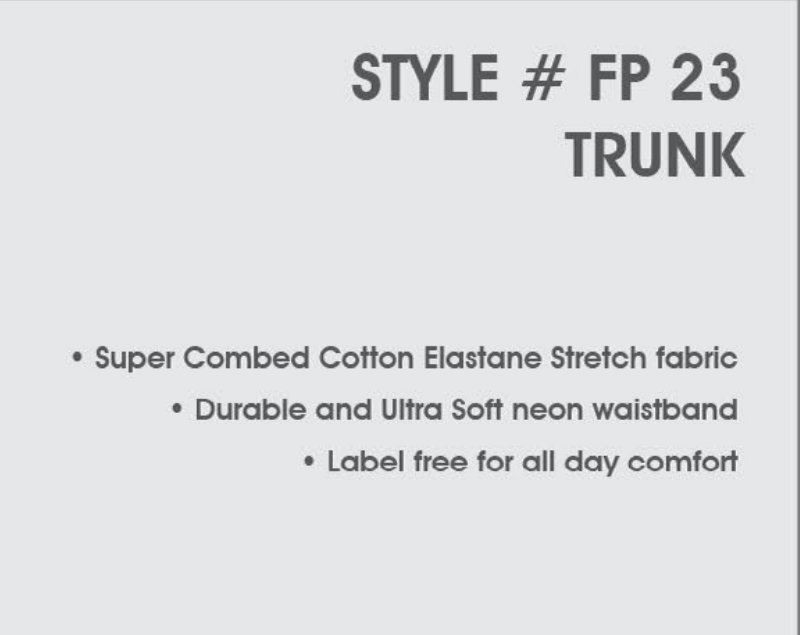 STYLE # FP 23
TRUNK
• Super Combed Cotton Elastane Stretch fabric
• Durable and Ultra Soft neon waistband
• Label free for all day comfort